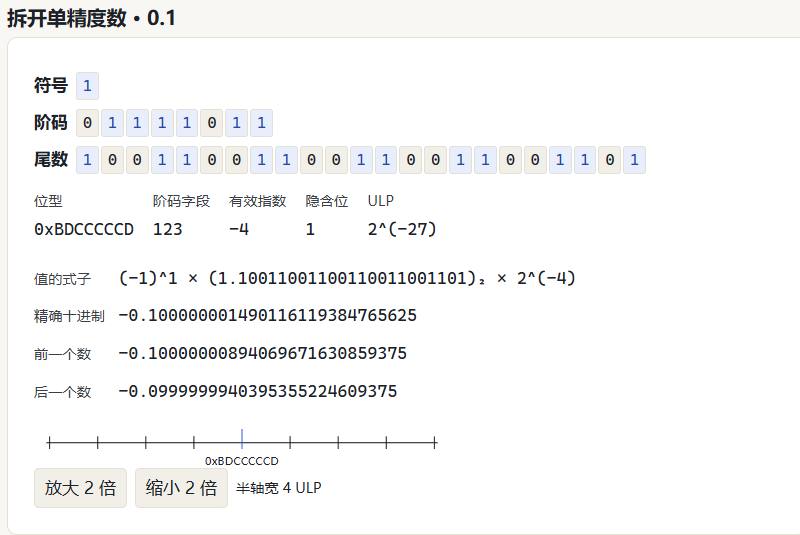 拆开单精度数 • 0.1
符号 1
阶码 0 1 1 1 1 0 1 1
尾数 1 0 0 1 1 0 0 1 1 0 0 1 1 0 0 1 1 0 0 1 1 0 1
位型 阶码字段 有效指数 隐含位 ULP
0xBDCCCCCD 123 −4 1 2^(−27)
值的式子 (−1)^1 × (1.10011001100110011001101)₂ × 2^(−4)
精确十进制 −0.100000001490116119384765625
前一个数 −0.10000000894069671630859375
后一个数 −0.0999999940395355224609375
0xBDCCCCCD
放大 2 倍 缩小 2 倍 半轴宽 4 ULP